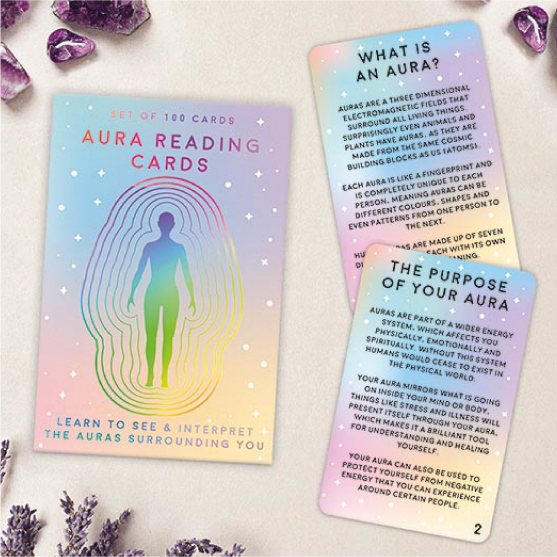 SET OF 100 CARDS
AURA READING
CARDS
LEARN TO SEE & INTERPRET
THE AURAS SURROUNDING YOU
WHAT IS
AN AURA?
AURAS ARE A THREE DIMENSIONAL
ELECTROMAGNETIC FIELDS THAT
SURROUND ALL LIVING THINGS.
SURPRISINGLY EVEN ANIMALS AND
PLANTS HAVE AURAS, AS THEY ARE
MADE FROM THE SAME COSMIC
BUILDING BLOCKS AS US (ATOMS).
EACH AURA IS LIKE A FINGERPRINT AND
IS COMPLETELY UNIQUE TO EACH
PERSON, MEANING AURAS CAN BE
DIFFERENT COLOURS, SHAPES AND
EVEN PATTERNS FROM ONE PERSON TO
THE NEXT.
ARE MADE UP OF SEVEN
EACH WITH ITS OWN
THE PURPOSE
OF YOUR AURA
AURAS ARE PART OF A WIDER ENERGY
SYSTEM, WHICH AFFECTS YOU
PHYSICALLY, EMOTIONALLY AND
SPIRITUALLY. WITHOUT THIS SYSTEM
HUMANS WOULD CEASE TO EXIST IN
THE PHYSICAL WORLD.
YOUR AURA MIRRORS WHAT IS GOING
ON INSIDE YOUR MIND OR BODY,
THINGS LIKE STRESS AND ILLNESS WILL
PRESENT ITSELF THROUGH YOUR AURA,
WHICH MAKES IT A BRILLIANT TOOL
FOR UNDERSTANDING AND HEALING
YOURSELF.
YOUR AURA CAN ALSO BE USED TO
PROTECT YOURSELF FROM NEGATIVE
ENERGY THAT YOU CAN EXPERIENCE
AROUND CERTAIN PEOPLE.
2